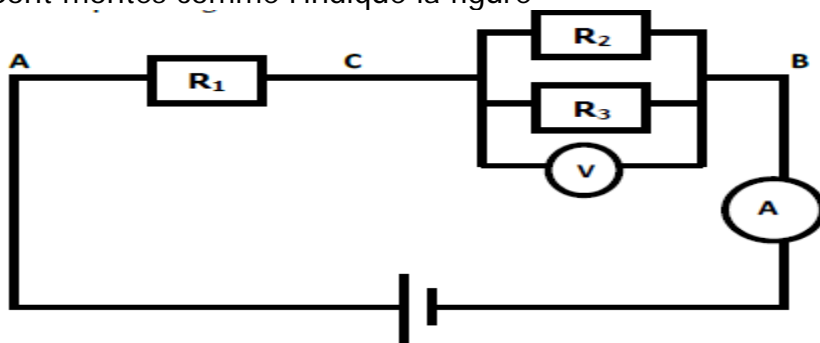 sont montés comme l'indique la figure
A
R₁
C
R₂
B
R₃
V
A